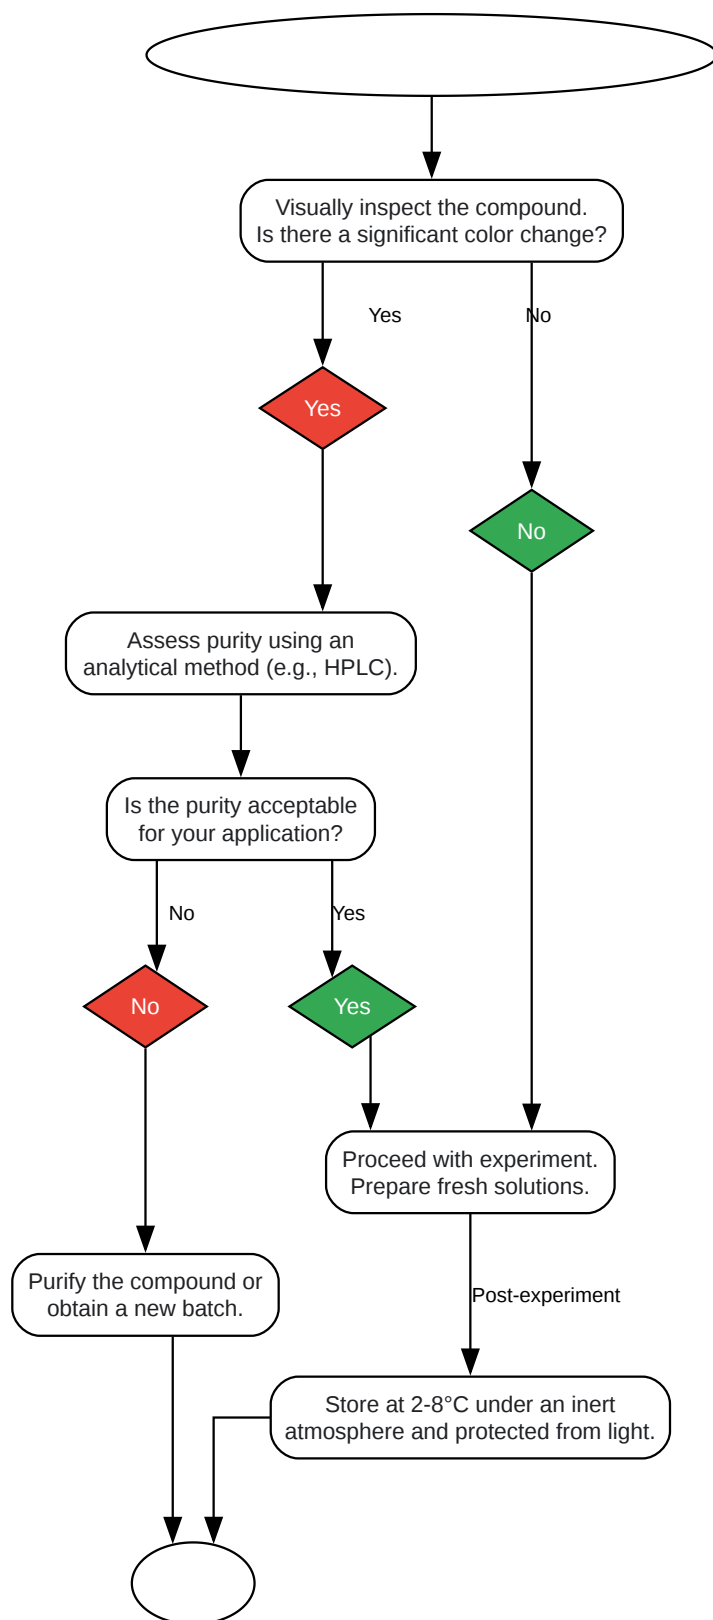 Visually inspect the compound.
Is there a significant color change?
Yes
No
Yes
No
Assess purity using an
analytical method (e.g., HPLC).
Is the purity acceptable
for your application?
No
Yes
No
Yes
Proceed with experiment.
Prepare fresh solutions.
Purify the compound or
obtain a new batch.
Post-experiment
Store at 2-8°C under an inert
atmosphere and protected from light.